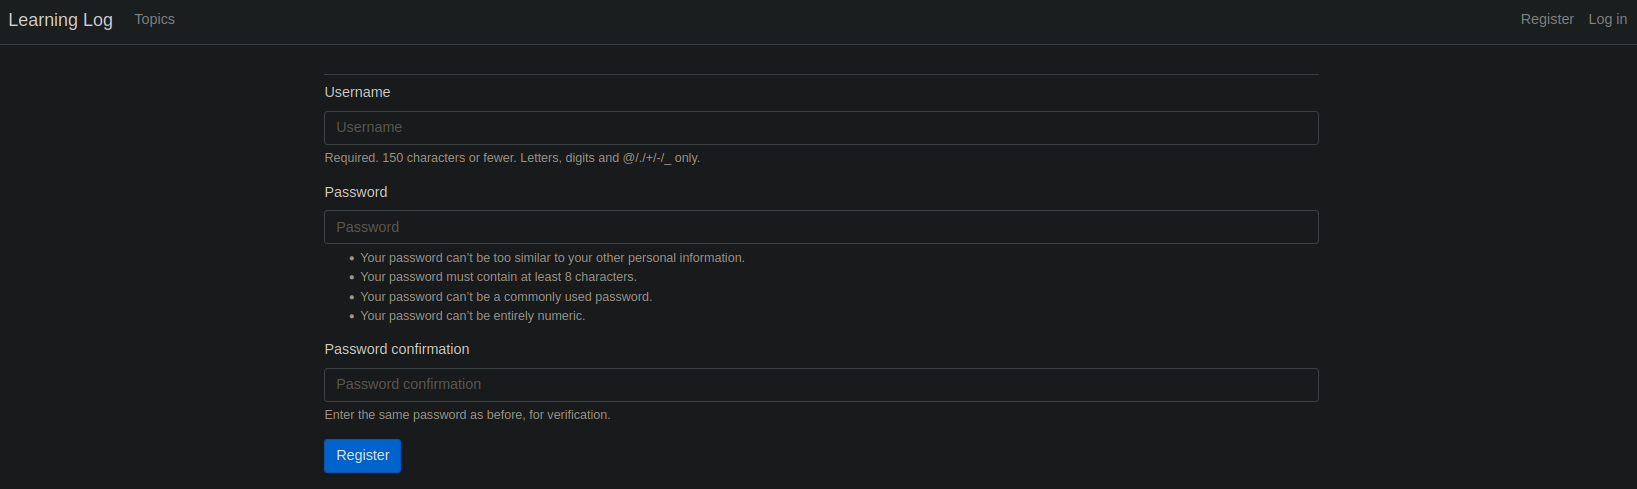 Learning Log Topics Register Log in
Username
Username
Required. 150 characters or fewer. Letters, digits and @/./+/-/_ only.
Password
Password
• Your password can’t be too similar to your other personal information.
• Your password must contain at least 8 characters.
• Your password can’t be a commonly used password.
• Your password can’t be entirely numeric.
Password confirmation
Password confirmation
Enter the same password as before, for verification.
Register